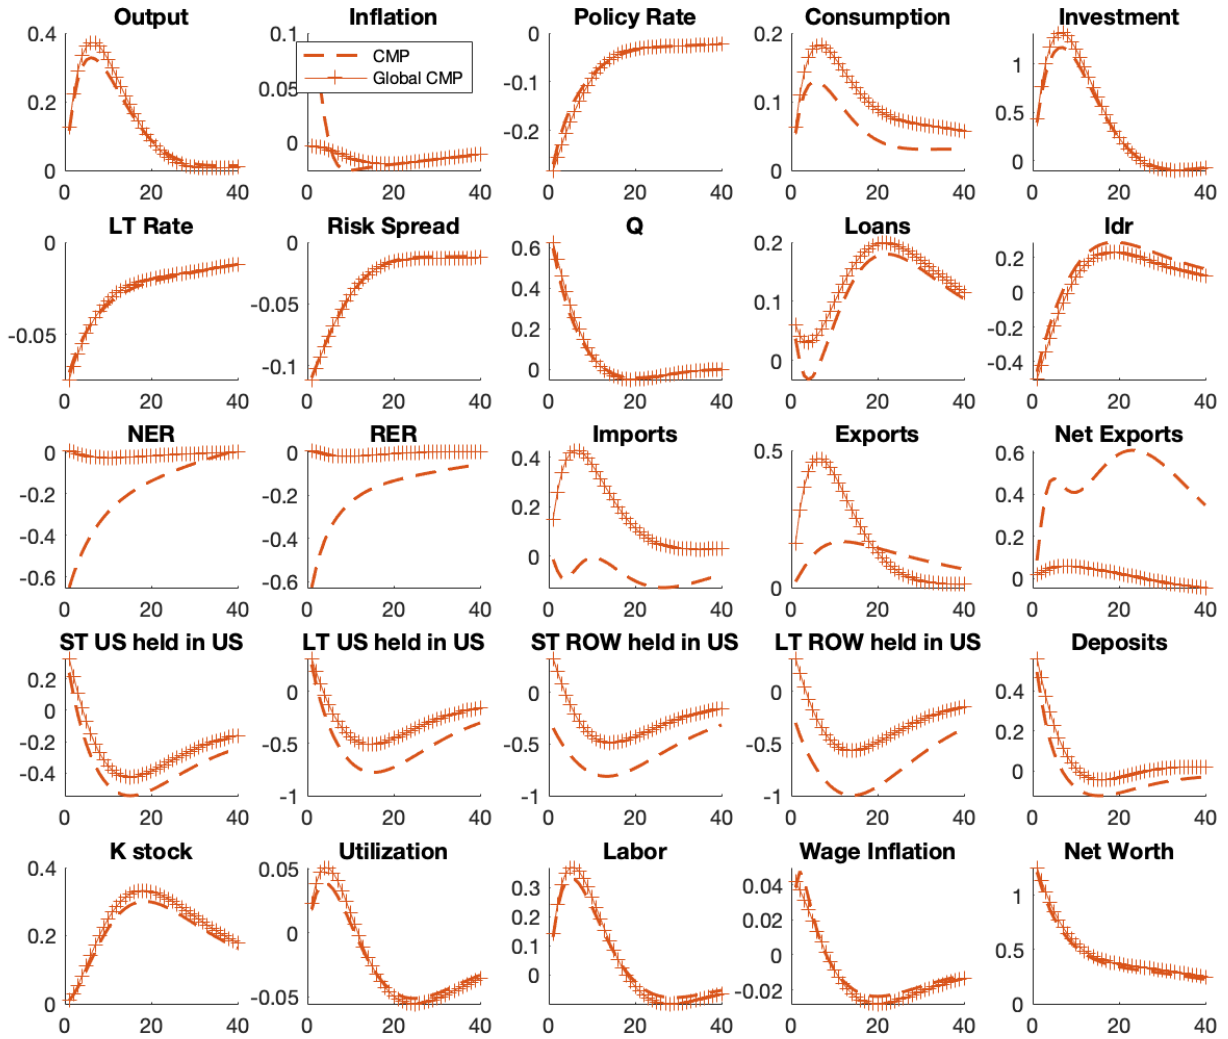 Output
0.4
0.2
0
0 20 40
Inflation
0.1
0.05
0
0 20 40
CMP
Global CMP
Policy Rate
0
-0.1
-0.2
0 20 40
Consumption
0.2
0.1
0
0 20 40
Investment
1
0.5
0
0 20 40
LT Rate
0
-0.05
0 20 40
Risk Spread
0
-0.05
-0.1
0 20 40
Q
0.6
0.4
0.2
0
0 20 40
Loans
0.2
0.1
0
0 20 40
ldr
0.2
0
-0.2
-0.4
0 20 40
NER
0
-0.2
-0.4
-0.6
0 20 40
RER
0
-0.2
-0.4
-0.6
0 20 40
Imports
0.4
0.2
0
0 20 40
Exports
0.5
0
0 20 40
Net Exports
0.6
0.4
0.2
0
0 20 40
ST US held in US
0.2
0
-0.2
-0.4
0 20 40
LT US held in US
0
-0.5
-1
0 20 40
ST ROW held in US
0
-0.5
-1
0 20 40
LT ROW held in US
0
-0.5
-1
0 20 40
Deposits
0.4
0.2
0
0 20 40
K stock
0.4
0.2
0
0 20 40
Utilization
0.05
0
-0.05
0 20 40
Labor
0.3
0.2
0.1
0
0 20 40
Wage Inflation
0.04
0.02
0
-0.02
0 20 40
Net Worth
1
0.5
0
0 20 40